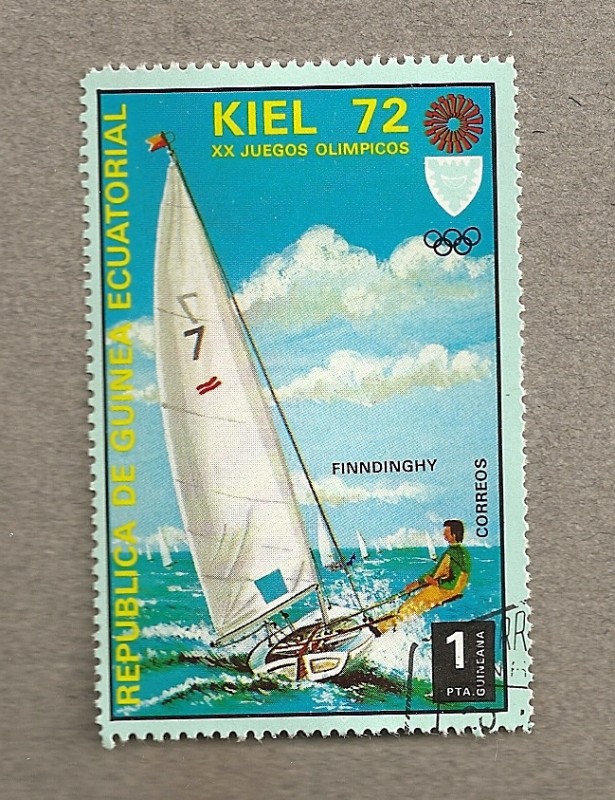 KIEL 72
XX JUEGOS OLIMPICOS
REPUBLICA DE GUINEA ECUATORIAL
7
FINNDINGHY
CORREOS
1
PTA. GUINEANA